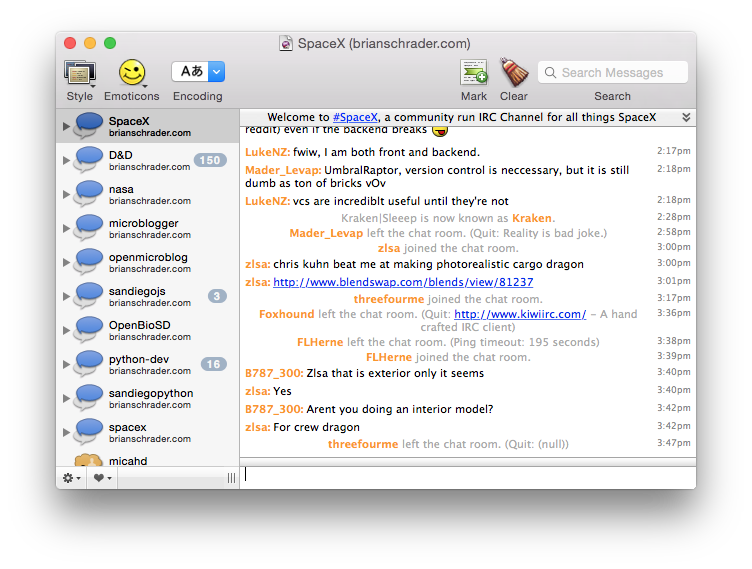 SpaceX (brianschrader.com)
Style
Emoticons
Aあ
Encoding
Mark
Clear
Search Messages
Search
SpaceX
brianschrader.com
D&D
brianschrader.com
150
nasa
brianschrader.com
microblogger
brianschrader.com
openmicroblog
brianschrader.com
sandiegojs
brianschrader.com
3
OpenBioSD
brianschrader.com
python-dev
brianschrader.com
16
sandiegopython
brianschrader.com
spacex
brianschrader.com
micahd
Welcome to #SpaceX, a community run IRC Channel for all things SpaceX
reddit) even if the backend breaks
LukeNZ: fwiw, I am both front and backend. 2:17pm
Mader_Levap: UmbralRaptor, version control is neccessary, but it is still 2:18pm
dumb as ton of bricks vOv
LukeNZ: vcs are incrediblt useful until they're not 2:18pm
Kraken|Sleeep is now known as Kraken. 2:28pm
Mader_Levap left the chat room. (Quit: Reality is bad joke.) 2:58pm
zlsa joined the chat room. 3:00pm
zlsa: chris kuhn beat me at making photorealistic cargo dragon 3:00pm
zlsa: http://www.blendswap.com/blends/view/81237 3:01pm
threefourme joined the chat room. 3:17pm
Foxhound left the chat room. (Quit: http://www.kiwiirc.com/ – A hand 3:36pm
crafted IRC client)
FLHerne left the chat room. (Ping timeout: 195 seconds) 3:38pm
FLHerne joined the chat room. 3:39pm
B787_300: Zlsa that is exterior only it seems 3:40pm
zlsa: Yes 3:40pm
B787_300: Arent you doing an interior model? 3:42pm
zlsa: For crew dragon 3:42pm
threefourme left the chat room. (Quit: (null)) 3:47pm